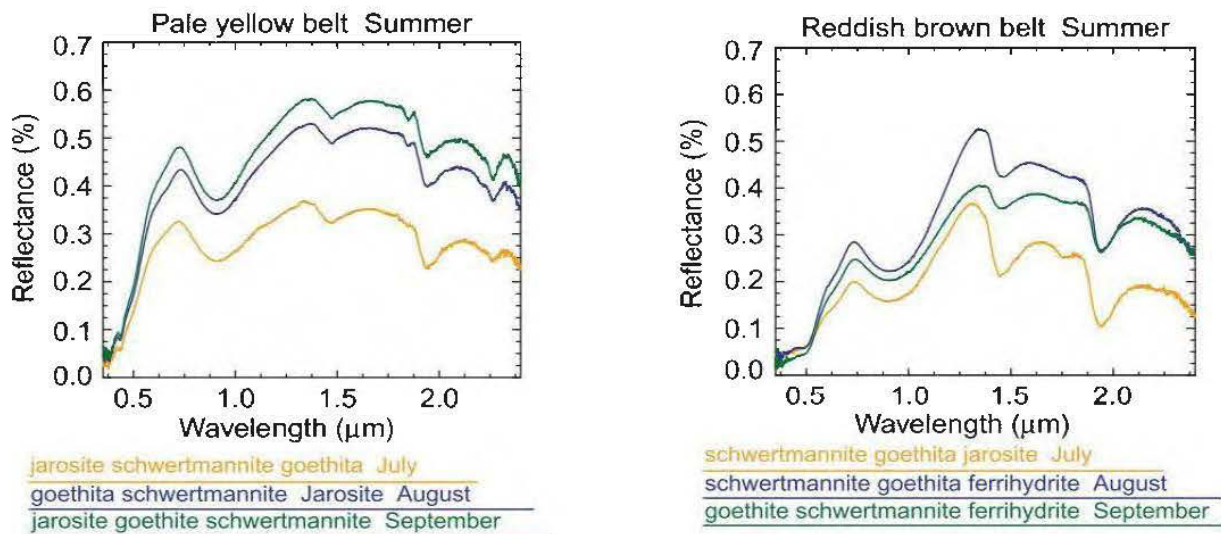 Pale yellow belt Summer
0.7
0.6
0.5
0.4
0.3
0.2
0.1
0.0
Reflectance (%)
0.5 1.0 1.5 2.0
Wavelength (μm)
jarosite schwertmannite goethita July
goethita schwertmannite Jarosite August
jarosite goethite schwertmannite September
Reddish brown belt Summer
0.7
0.6
0.5
0.4
0.3
0.2
0.1
0.0
Reflectance (%)
0.5 1.0 1.5 2.0
Wavelength (μm)
schwertmannite goethita jarosite July
schwertmannite goethita ferrihydrite August
goethite schwertmannite ferrihydrite September